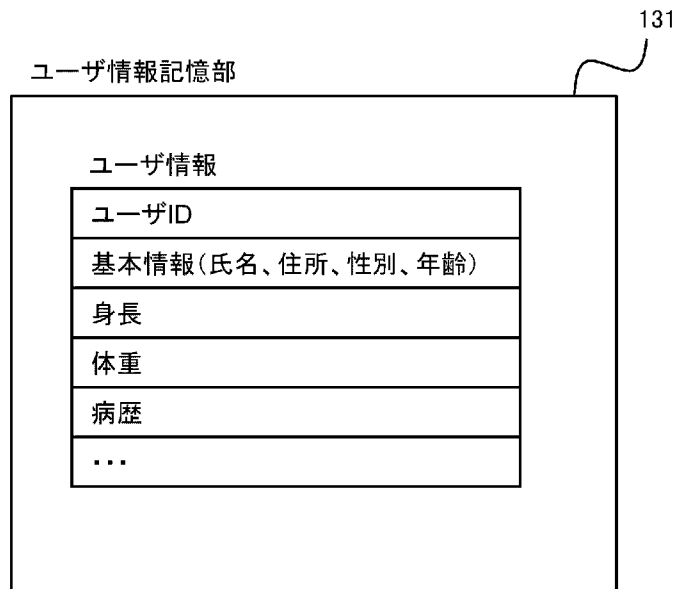 131
ユーザ情報記憶部
ユーザ情報
ユーザID
基本情報(氏名、住所、性別、年齢)
身長
体重
病歴
・・・